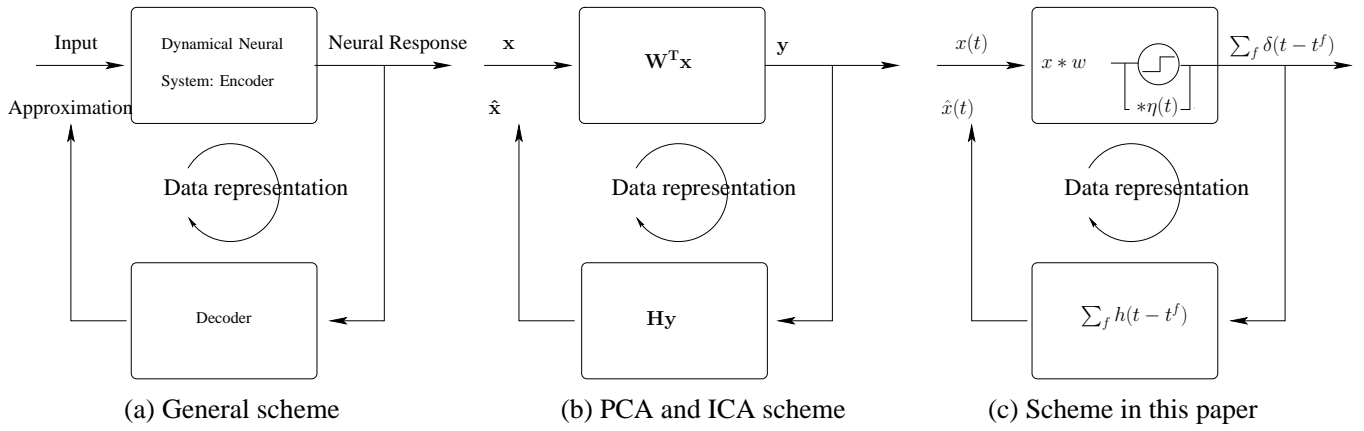 Input
Dynamical Neural
System: Encoder
Neural Response
Approximation
Data representation
Decoder
(a) General scheme
x
W^T x
y
x̂
Data representation
Hy
(b) PCA and ICA scheme
x(t)
x * w
*η(t)
∑_f δ(t − t^f)
x̂(t)
Data representation
∑_f h(t − t^f)
(c) Scheme in this paper